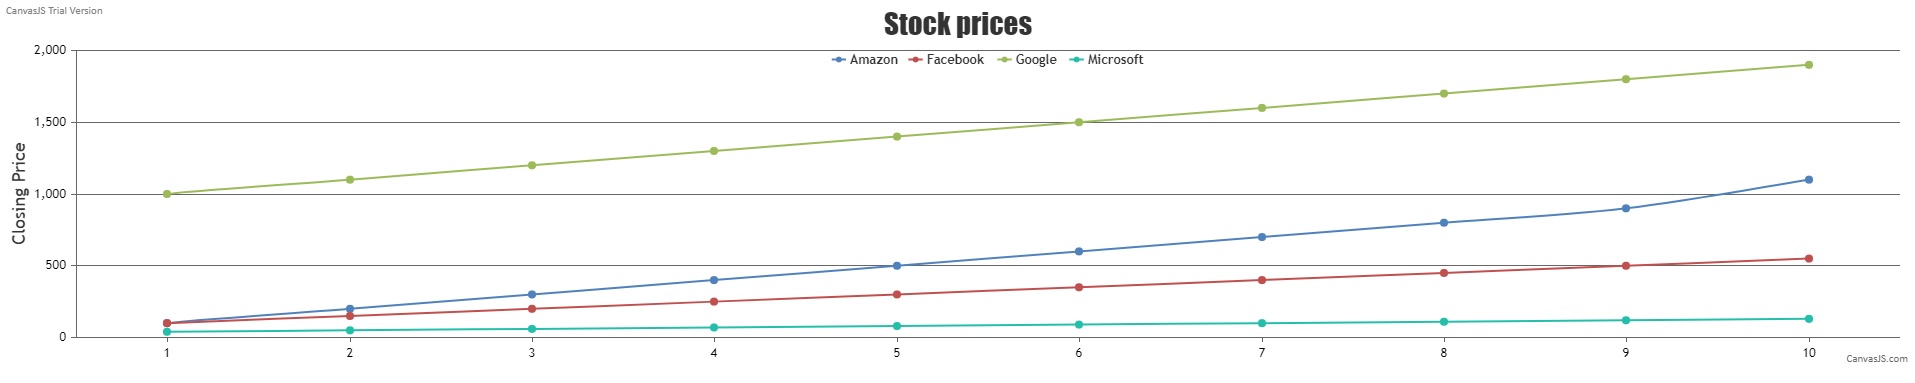 CanvasJS Trial Version
Stock prices
Amazon Facebook Google Microsoft
Closing Price
2,000
1,500
1,000
500
0
1 2 3 4 5 6 7 8 9 10
CanvasJS.com